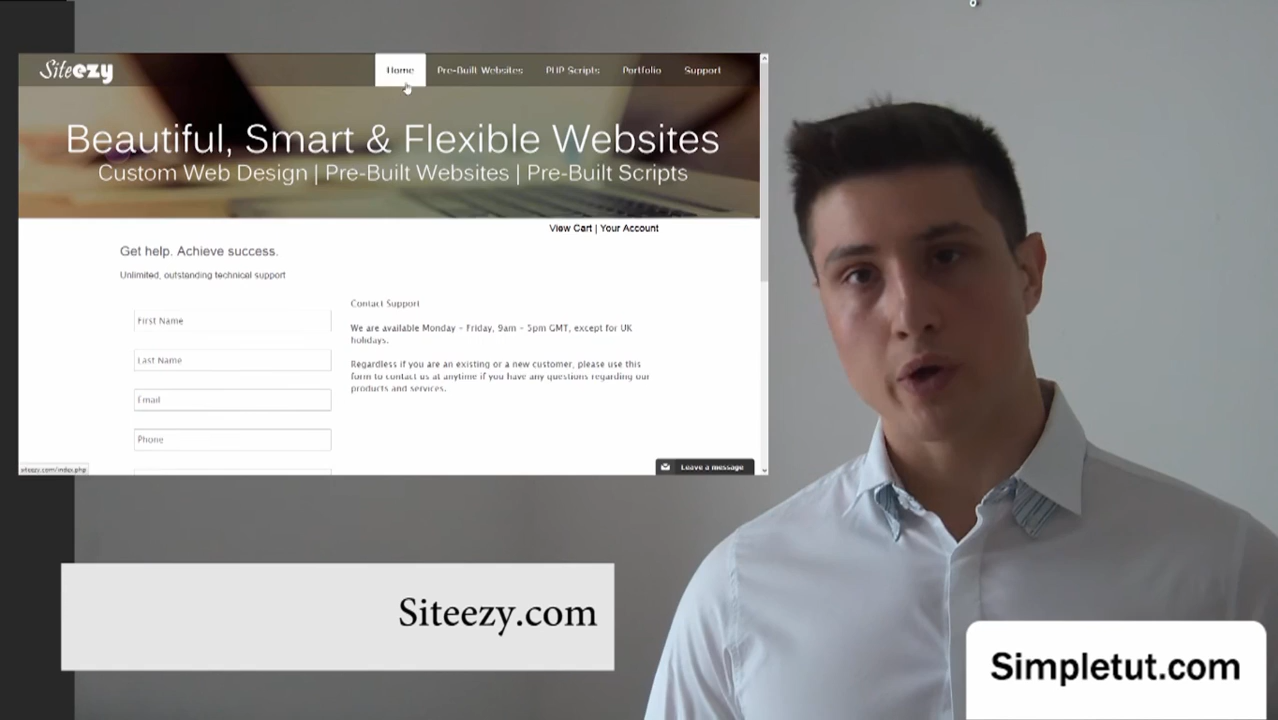 Siteezy
Home Pre-Built Websites PHP Scripts Portfolio Support
Beautiful, Smart & Flexible Websites
Custom Web Design | Pre-Built Websites | Pre-Built Scripts
View Cart | Your Account
Get help. Achieve success.
Unlimited, outstanding technical support
First Name
Last Name
Email
Phone
Contact Support
We are available Monday - Friday, 9am - 5pm GMT, except for UK
holidays.
Regardless if you are an existing or a new customer, please use this
form to contact us at anytime if you have any questions regarding our
products and services.
siteezy.com/index.php
Leave a message
Siteezy.com
Simpletut.com